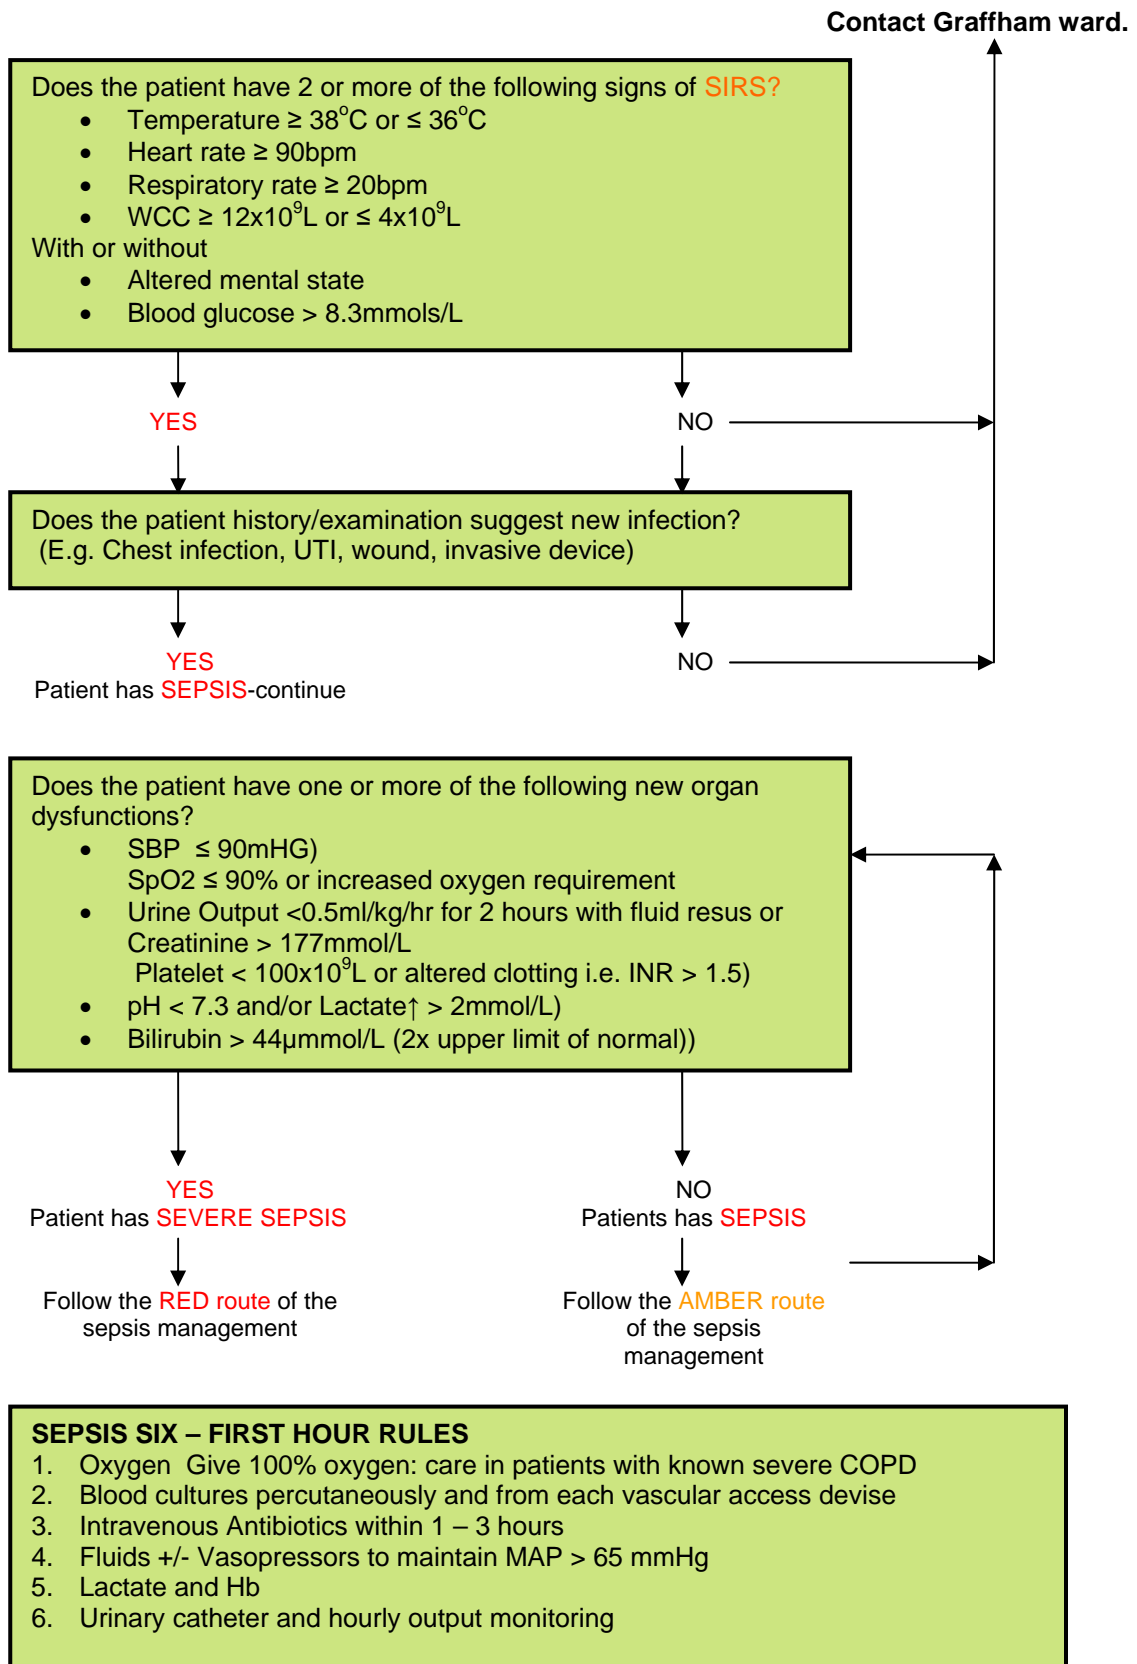 Contact Graffham ward.
Does the patient have 2 or more of the following signs of SIRS?
• Temperature ≥ 38°C or ≤ 36°C
• Heart rate ≥ 90bpm
• Respiratory rate ≥ 20bpm
• WCC ≥ 12x10⁹L or ≤ 4x10⁹L
With or without
• Altered mental state
• Blood glucose > 8.3mmols/L
YES NO
Does the patient history/examination suggest new infection?
(E.g. Chest infection, UTI, wound, invasive device)
YES NO
Patient has SEPSIS-continue
Does the patient have one or more of the following new organ
dysfunctions?
• SBP ≤ 90mHG)
SpO2 ≤ 90% or increased oxygen requirement
• Urine Output <0.5ml/kg/hr for 2 hours with fluid resus or
Creatinine > 177mmol/L
Platelet < 100x10⁹L or altered clotting i.e. INR > 1.5)
• pH < 7.3 and/or Lactate↑ > 2mmol/L)
• Bilirubin > 44µmmol/L (2x upper limit of normal))
YES
Patient has SEVERE SEPSIS
Follow the RED route of the
sepsis management
NO
Patients has SEPSIS
Follow the AMBER route
of the sepsis
management
SEPSIS SIX – FIRST HOUR RULES
1. Oxygen Give 100% oxygen: care in patients with known severe COPD
2. Blood cultures percutaneously and from each vascular access devise
3. Intravenous Antibiotics within 1 – 3 hours
4. Fluids +/- Vasopressors to maintain MAP > 65 mmHg
5. Lactate and Hb
6. Urinary catheter and hourly output monitoring